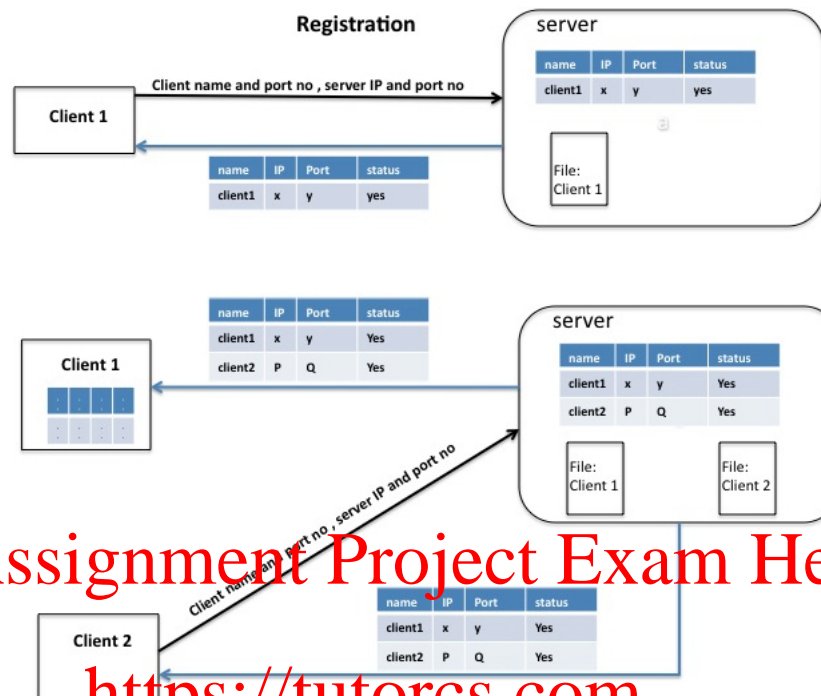 Registration
server
name IP Port status
client1 x y yes
Client name and port no , server IP and port no
Client 1
a
name IP Port status
client1 x y yes
File:
Client 1
name IP Port status
client1 x y Yes
client2 P Q Yes
server
name IP Port status
client1 x y Yes
client2 P Q Yes
Client 1
File:
Client 1
File:
Client 2
Client name and port no , server IP and port no
Assignment Project Exam He
name IP Port status
client1 x y Yes
client2 P Q Yes
Client 2
https://tutorcs.com